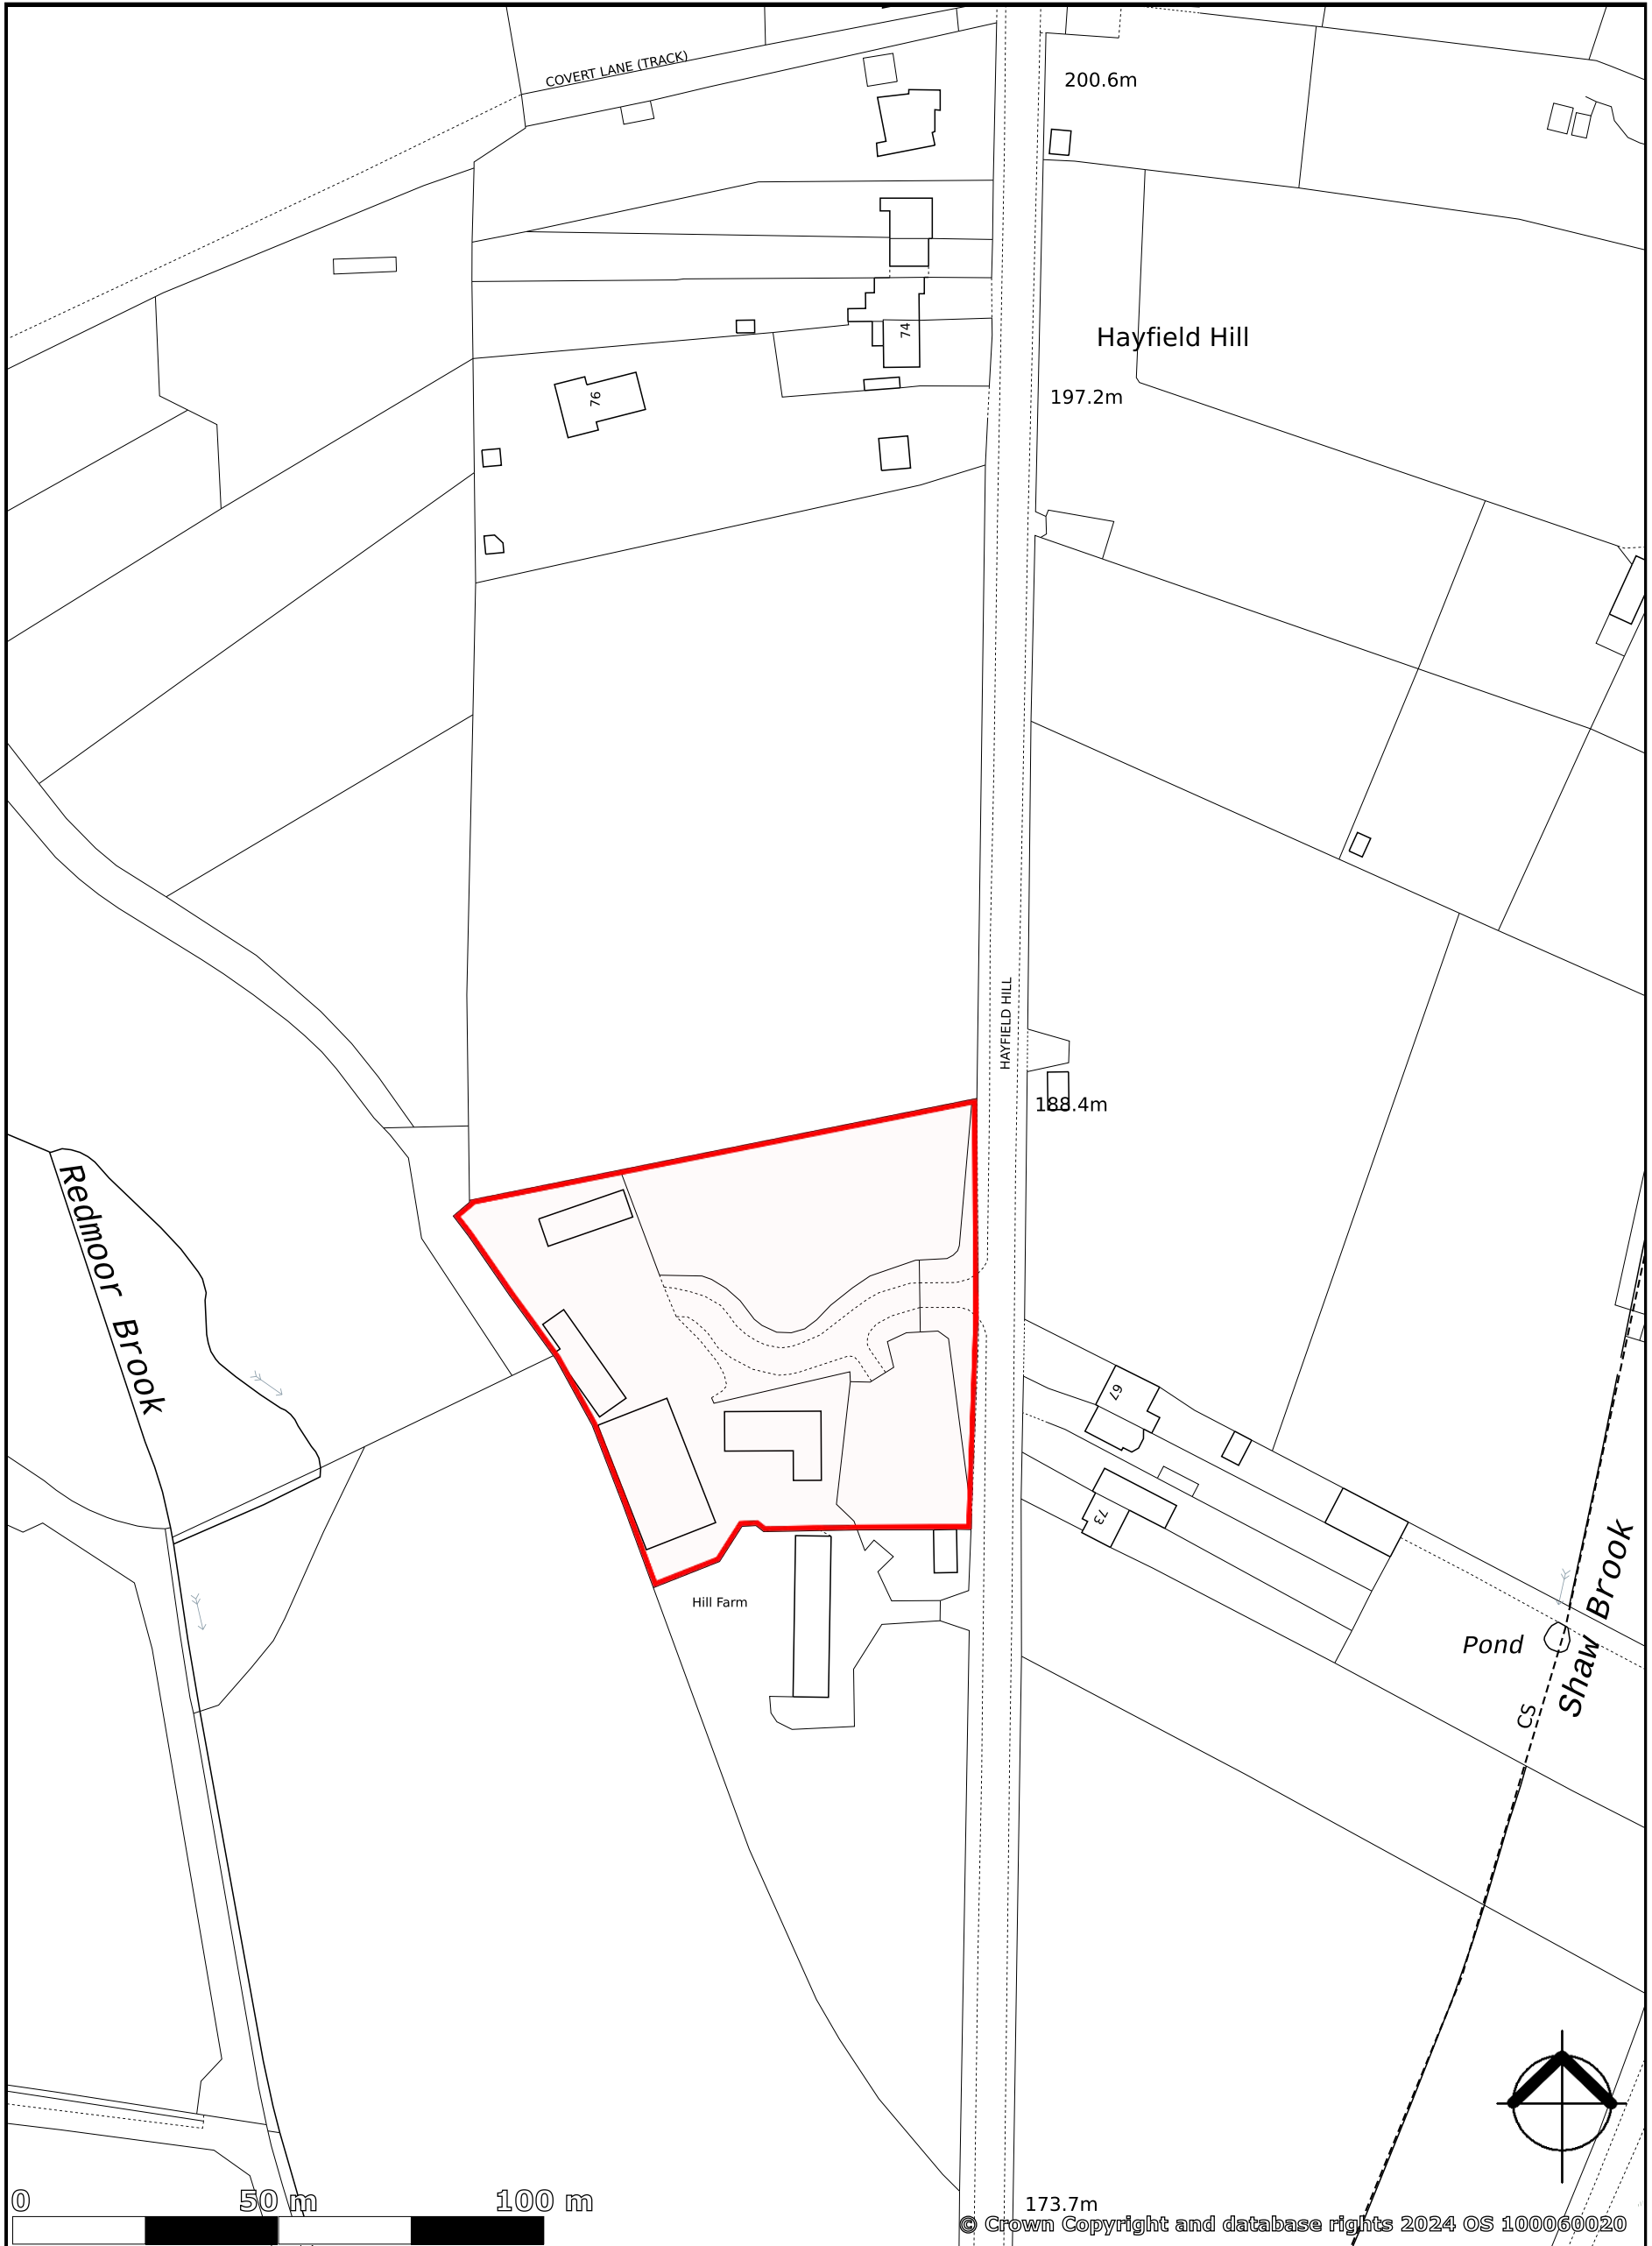 COVERT LANE (TRACK)
200.6m
74
Hayfield Hill
76
197.2m
HAYFIELD HILL
188.4m
Redmoor Brook
67
73
Hill Farm
Pond
Shaw Brook
CS
173.7m
0 50 m 100 m
© Crown Copyright and database rights 2024 OS 100060020